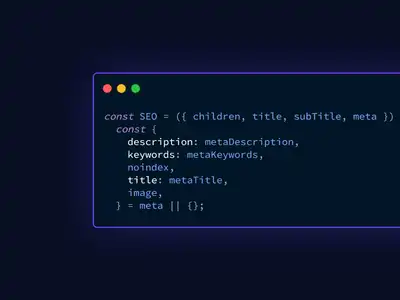 const SEO = ({ children, title, subTitle, meta })
const {
description: metaDescription,
keywords: metaKeywords,
noindex,
title: metaTitle,
image,
} = meta || {};